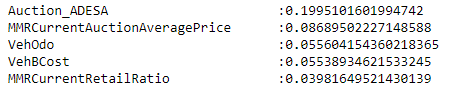 Auction_ADESA :0.1995101601994742
MMRCurrentAuctionAveragePrice :0.08689502227148588
VehOdo :0.055604154360218365
VehBCost :0.05538934621533245
MMRCurrentRetailRatio :0.03981649521430139